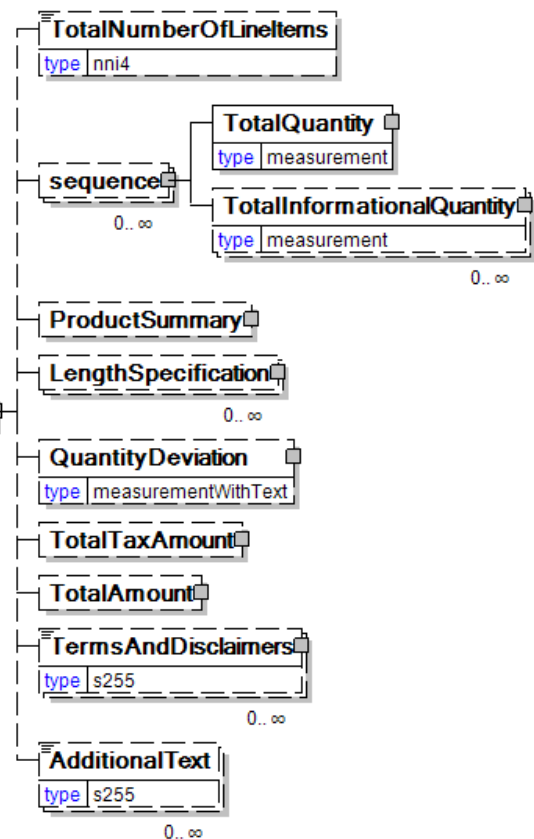 TotalNumberOfLineItems
type nni4
TotalQuantity
type measurement
sequence
0.. ∞
TotalInformationalQuantity
type measurement
0.. ∞
ProductSummary
LengthSpecification
0.. ∞
QuantityDeviation
type measurementWithText
TotalTaxAmount
TotalAmount
TermsAndDisclaimers
type s255
0.. ∞
AdditionalText
type s255
0.. ∞